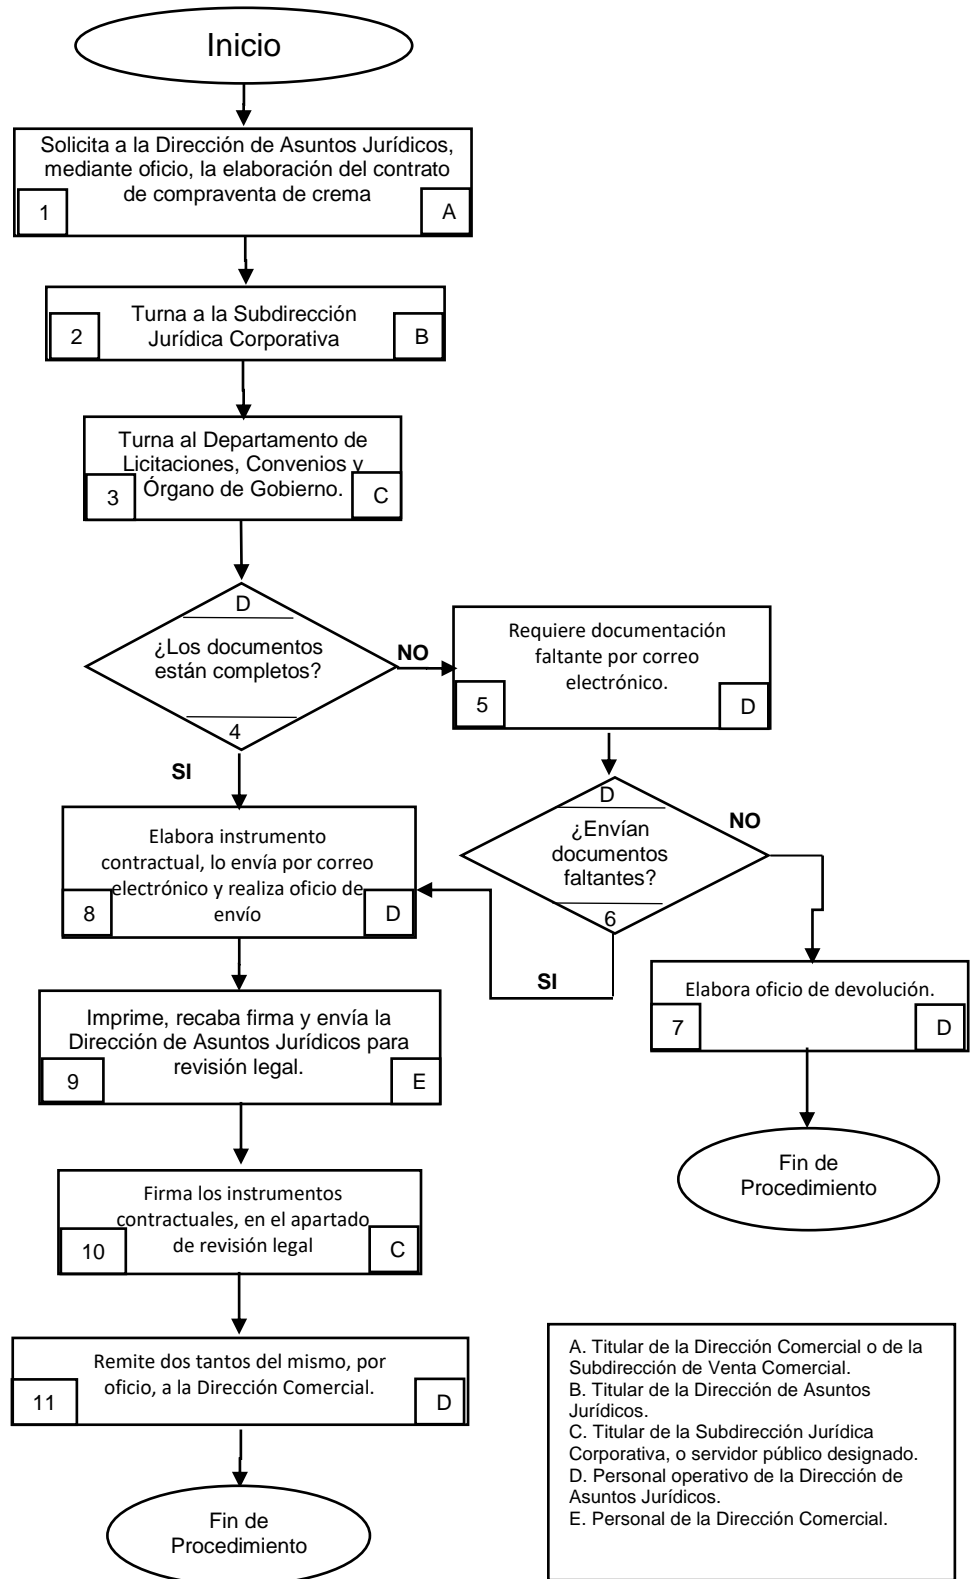 Inicio
Solicita a la Dirección de Asuntos Jurídicos,
mediante oficio, la elaboración del contrato
de compraventa de crema
1
A
Turna a la Subdirección
Jurídica Corporativa
2
B
Turna al Departamento de
Licitaciones, Convenios y
Órgano de Gobierno.
3
C
D
¿Los documentos
están completos?
4
NO
SI
Requiere documentación
faltante por correo
electrónico.
5
D
D
¿Envían
documentos
faltantes?
6
NO
SI
Elabora oficio de devolución.
7
D
Fin de
Procedimiento
Elabora instrumento
contractual, lo envía por correo
electrónico y realiza oficio de
envío
8
D
Imprime, recaba firma y envía la
Dirección de Asuntos Jurídicos para
revisión legal.
9
E
Firma los instrumentos
contractuales, en el apartado
de revisión legal
10
C
Remite dos tantos del mismo, por
oficio, a la Dirección Comercial.
11
D
Fin de
Procedimiento
A. Titular de la Dirección Comercial o de la
Subdirección de Venta Comercial.
B. Titular de la Dirección de Asuntos
Jurídicos.
C. Titular de la Subdirección Jurídica
Corporativa, o servidor público designado.
D. Personal operativo de la Dirección de
Asuntos Jurídicos.
E. Personal de la Dirección Comercial.